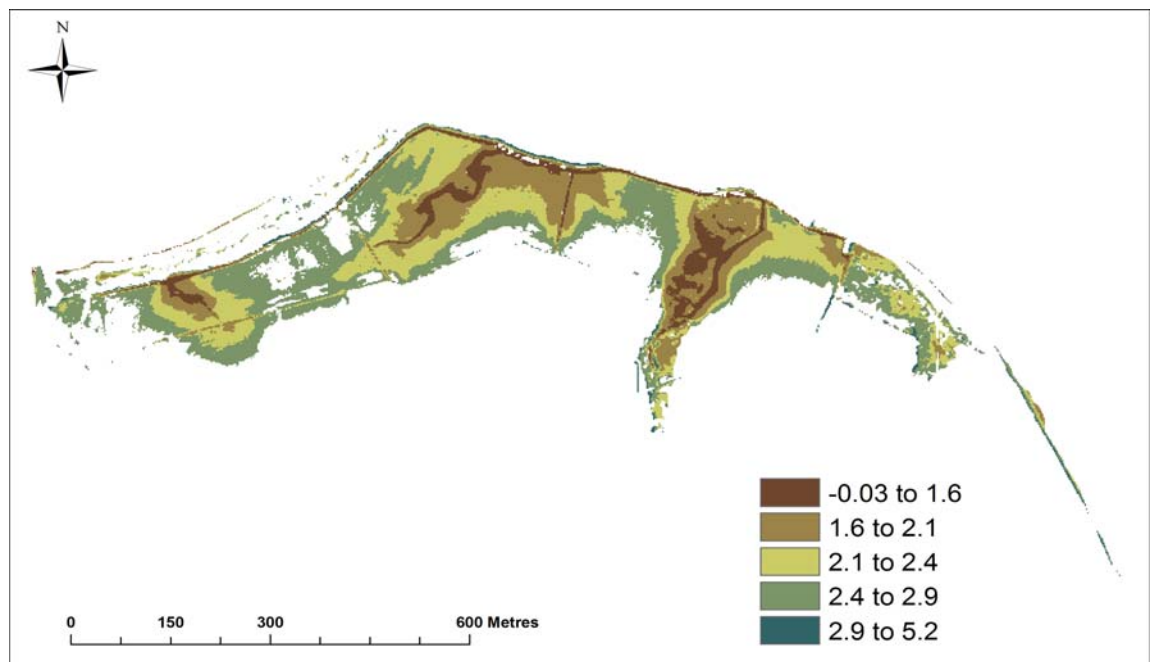 N
-0.03 to 1.6
1.6 to 2.1
2.1 to 2.4
2.4 to 2.9
2.9 to 5.2
0 150 300 600 Metres